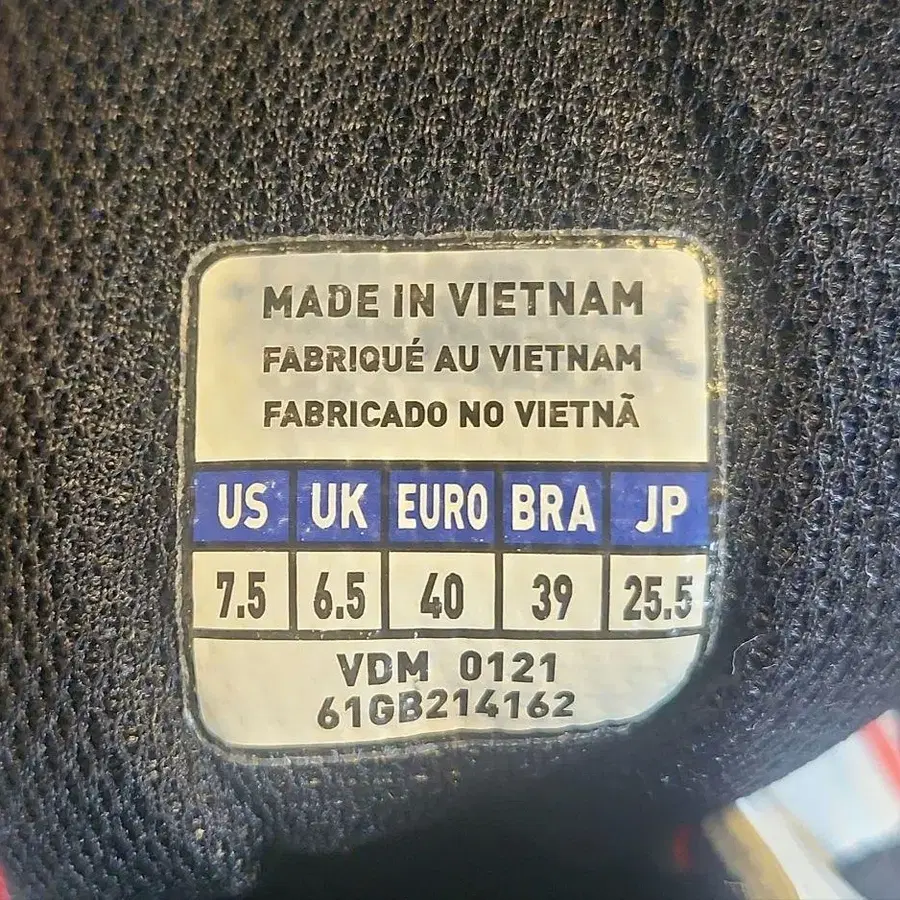 MADE IN VIETNAM
FABRIQUÉ AU VIETNAM
FABRICADO NO VIETNÃ
US UK EURO BRA JP
7.5 6.5 40 39 25.5
VDM 0121
61GB214162